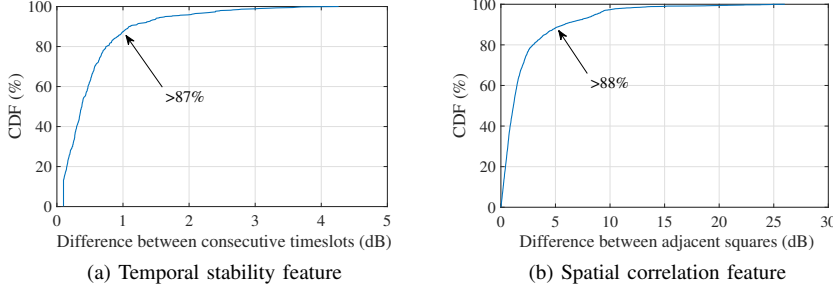 100
80
60
40
20
0
CDF (%)
>87%
0 1 2 3 4 5
Difference between consecutive timeslots (dB)
(a) Temporal stability feature
100
80
60
40
20
0
CDF (%)
>88%
0 5 10 15 20 25 30
Difference between adjacent squares (dB)
(b) Spatial correlation feature